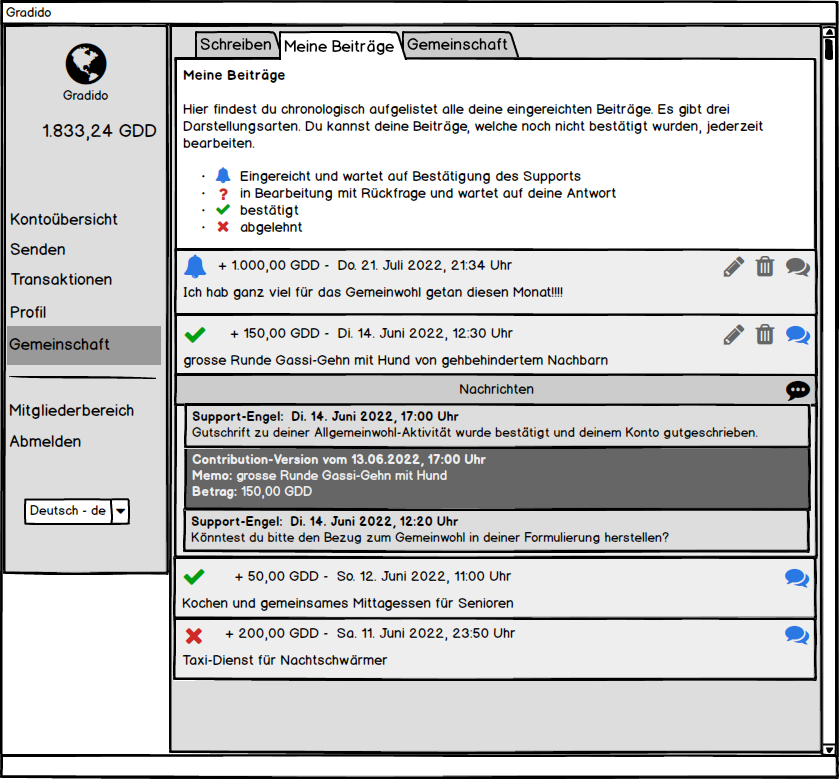 Gradido
Gradido
1.833,24 GDD
Kontoübersicht
Senden
Transaktionen
Profil
Gemeinschaft
Mitgliederbereich
Abmelden
Deutsch - de
Schreiben
Meine Beiträge
Gemeinschaft
Meine Beiträge
Hier findest du chronologisch aufgelistet alle deine eingereichten Beiträge. Es gibt drei
Darstellungsarten. Du kannst deine Beiträge, welche noch nicht bestätigt wurden, jederzeit
bearbeiten.
· Eingereicht und wartet auf Bestätigung des Supports
· ? in Bearbeitung mit Rückfrage und wartet auf deine Antwort
· bestätigt
· abgelehnt
+ 1.000,00 GDD - Do. 21. Juli 2022, 21:34 Uhr
Ich hab ganz viel für das Gemeinwohl getan diesen Monat!!!!
+ 150,00 GDD - Di. 14. Juni 2022, 12:30 Uhr
grosse Runde Gassi-Gehn mit Hund von gehbehindertem Nachbarn
Nachrichten
Support-Engel: Di. 14. Juni 2022, 17:00 Uhr
Gutschrift zu deiner Allgemeinwohl-Aktivität wurde bestätigt und deinem Konto gutgeschrieben.
Contribution-Version vom 13.06.2022, 17:00 Uhr
Memo: grosse Runde Gassi-Gehn mit Hund
Betrag: 150,00 GDD
Support-Engel: Di. 14. Juni 2022, 12:20 Uhr
Könntest du bitte den Bezug zum Gemeinwohl in deiner Formulierung herstellen?
+ 50,00 GDD - So. 12. Juni 2022, 11:00 Uhr
Kochen und gemeinsames Mittagessen für Senioren
+ 200,00 GDD - Sa. 11. Juni 2022, 23:50 Uhr
Taxi-Dienst für Nachtschwärmer